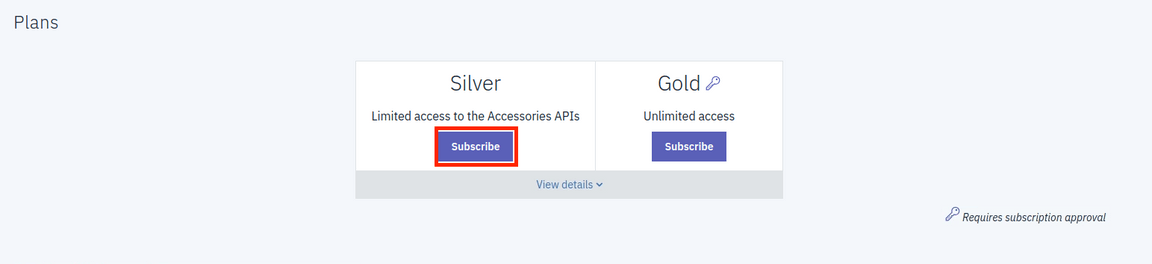 Plans
Silver
Limited access to the Accessories APIs
Subscribe
Gold
Unlimited access
Subscribe
View details
Requires subscription approval